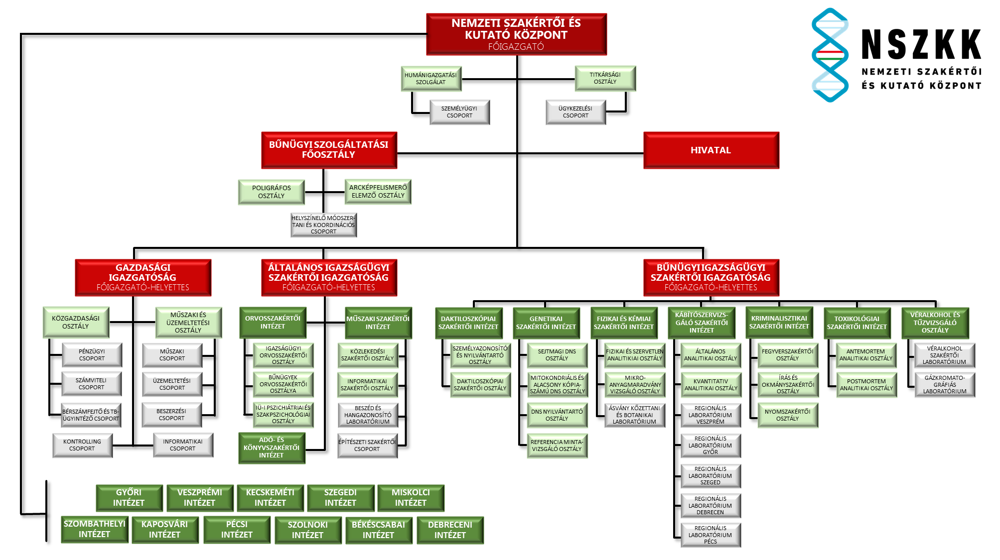 NEMZETI SZAKÉRTŐI ÉS
KUTATÓ KÖZPONT
FŐIGAZGATÓ
NSZKK
NEMZETI SZAKÉRTŐI
ÉS KUTATÓ KÖZPONT
HUMÁNIGAZGATÁSI
SZOLGÁLAT
TITKÁRSÁGI
OSZTÁLY
SZEMÉLYÜGYI
CSOPORT
ÜGYKEZELÉSI
CSOPORT
BŰNÜGYI SZOLGÁLTATÁSI
FŐOSZTÁLY
HIVATAL
POLIGRÁFOS
OSZTÁLY
ARCKÉPFELISMERŐ
ELEMZŐ OSZTÁLY
HELYSZÍNELŐ MÓDSZER-
TANI ÉS KOORDINÁCIÓS
CSOPORT
GAZDASÁGI
IGAZGATÓSÁG
FŐIGAZGATÓ-HELYETTES
ÁLTALÁNOS IGAZSÁGÜGYI
SZAKÉRTŐI IGAZGATÓSÁG
FŐIGAZGATÓ-HELYETTES
BŰNÜGYI IGAZSÁGÜGYI
SZAKÉRTŐI IGAZGATÓSÁG
FŐIGAZGATÓ-HELYETTES
KÖZGAZDASÁGI
OSZTÁLY
MŰSZAKI ÉS
ÜZEMELTETÉSI
OSZTÁLY
PÉNZÜGYI
CSOPORT
MŰSZAKI
CSOPORT
SZÁMVITELI
CSOPORT
ÜZEMELTETÉSI
CSOPORT
BÉRSZÁMFEJTŐ ÉS TB-
ÜGYINTÉZŐ CSOPORT
BESZERZÉSI
CSOPORT
KONTROLLING
CSOPORT
INFORMATIKAI
CSOPORT
ORVOSSZAKÉRTŐI
INTÉZET
MŰSZAKI SZAKÉRTŐI
INTÉZET
IGAZSÁGÜGYI
ORVOSSZAKÉRTŐI
OSZTÁLY
KÖZLEKEDÉSI
SZAKÉRTŐI OSZTÁLY
BŰNÜGYEK
ORVOSSZAKÉRTŐI
OSZTÁLYA
INFORMATIKAI
SZAKÉRTŐI OSZTÁLY
IÜ-I PSZICHIÁTRIAI ÉS
SZAKPSZICHOLÓGIAI
OSZTÁLY
BESZÉD ÉS
HANGAZONOSÍTÓ
LABORATÓRIUM
ADÓ- ÉS
KÖNYVSZAKÉRTŐI
INTÉZET
ÉPÍTÉSZETI SZAKÉRTŐI
CSOPORT
DAKTILOSZKÓPIAI
SZAKÉRTŐI INTÉZET
SZEMÉLYAZONOSÍTÓ
ÉS NYILVÁNTARTÓ
OSZTÁLY
DAKTILOSZKÓPIAI
SZAKÉRTŐI OSZTÁLY
GENETIKAI
SZAKÉRTŐI INTÉZET
SEJTMAGI DNS
OSZTÁLY
MITOKONDRIÁLIS ÉS
ALACSONY KÓPIA-
SZÁMÚ DNS OSZTÁLY
DNS NYILVÁNTARTÓ
OSZTÁLY
REFERENCIA MINTA-
VIZSGÁLÓ OSZTÁLY
FIZIKAI ÉS KÉMIAI
SZAKÉRTŐI INTÉZET
FIZIKAI ÉS SZERVETLEN
ANALITIKIAI OSZTÁLY
MIKRO-
ANYAGMARADVÁNY
VIZSGÁLÓ OSZTÁLY
ÁSVÁNY KŐZETTANI
ÉS BOTANIKAI
LABORATÓRIUM
KÁBÍTÓSZERVIZS-
GÁLÓ SZAKÉRTŐI
INTÉZET
ÁLTALÁNOS
ANALITIKAI OSZTÁLY
KVANTITATIV
ANALITIKAI OSZTÁLY
REGIONÁLIS
LABORATÓRIUM
VESZPRÉM
REGIONÁLIS
LABORATÓRIUM
GYŐR
REGIONÁLIS
LABORATÓRIUM
SZEGED
REGIONÁLIS
LABORATÓRIUM
DEBRECEN
REGIONÁLIS
LABORATÓRIUM
PÉCS
KRIMINALISZTIKAI
SZAKÉRTŐI INTÉZET
FEGYVERSZAKÉRTŐI
OSZTÁLY
ÍRÁS ÉS
OKMÁNYSZAKÉRTŐI
OSZTÁLY
NYOMSZAKÉRTŐI
OSZTÁLY
TOXIKOLÓGIAI
SZAKÉRTŐI INTÉZET
ANTEMORTEM
ANALITIKAI OSZTÁLY
POSTMORTEM
ANALITIKAI OSZTÁLY
VÉRALKOHOL ÉS
TŰZVIZSGÁLÓ
OSZTÁLY
VÉRALKOHOL
SZAKÉRTŐI
LABORATÓRIUM
GÁZKROMATO-
GRÁFIÁS
LABORATÓRIUM
GYŐRI
INTÉZET
VESZPRÉMI
INTÉZET
KECSKEMÉTI
INTÉZET
SZEGEDI
INTÉZET
MISKOLCI
INTÉZET
SZOMBATHELYI
INTÉZET
KAPOSVÁRI
INTÉZET
PÉCSI
INTÉZET
SZOLNOKI
INTÉZET
BÉKÉSCSABAI
INTÉZET
DEBRECENI
INTÉZET